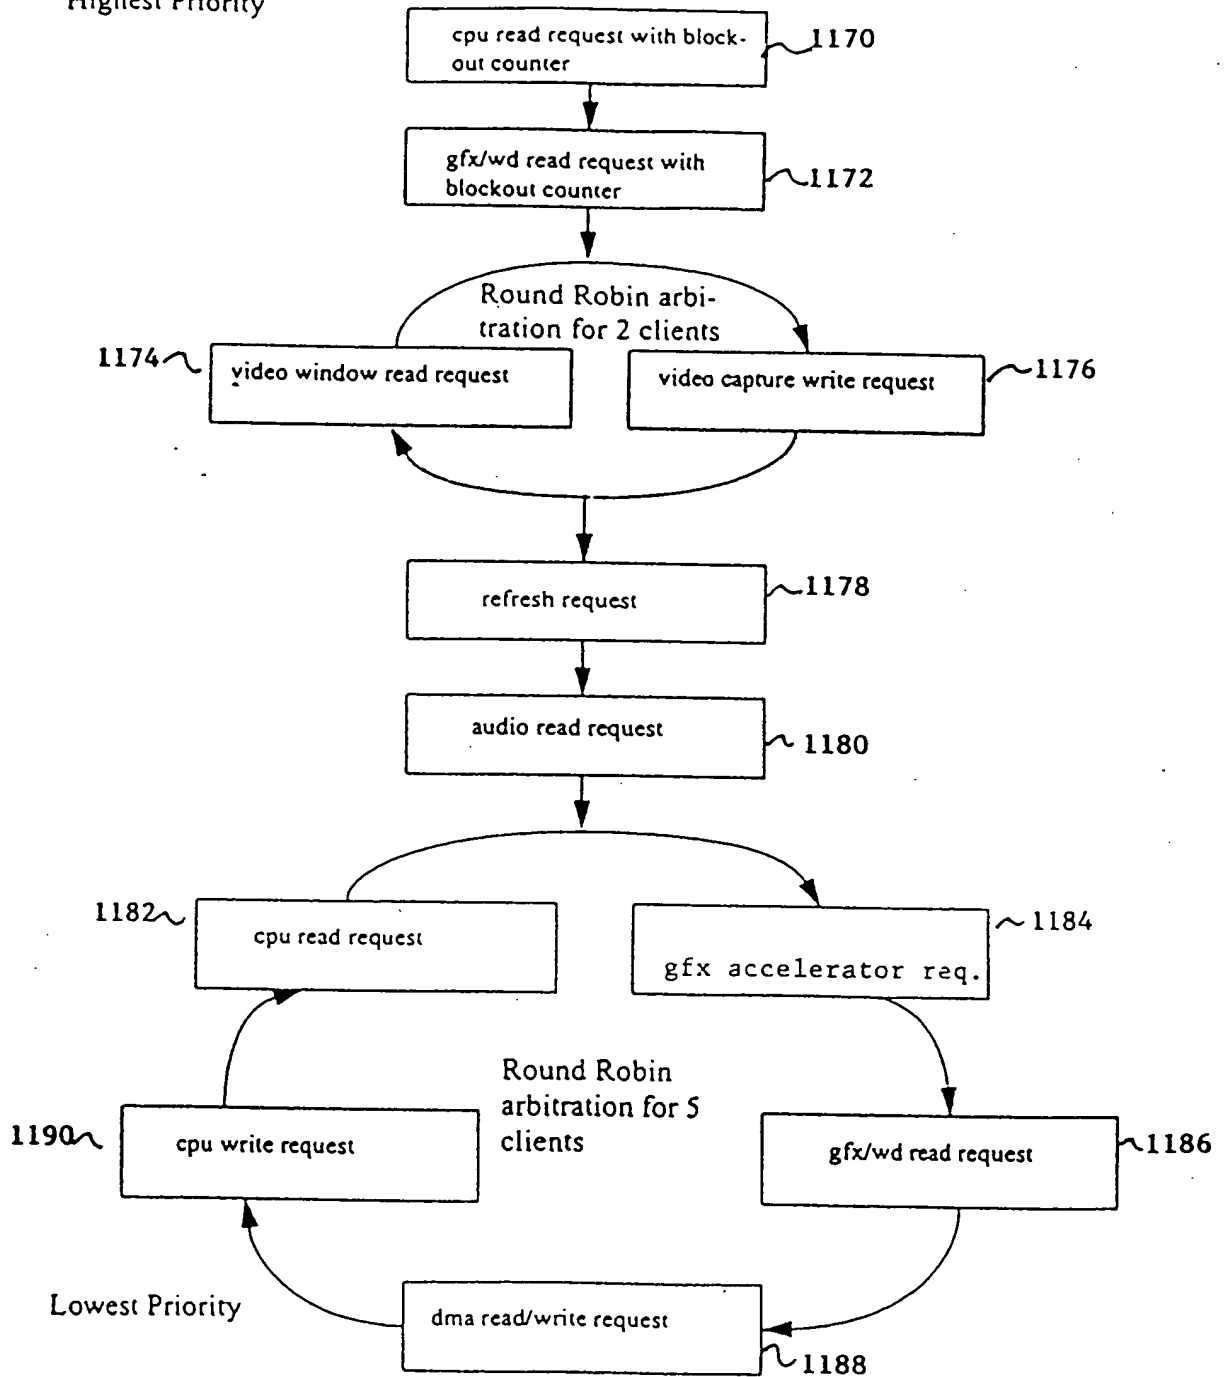 Highest Priority
cpu read request with block-
out counter
1170
gfx/wd read request with
blockout counter
1172
Round Robin arbi-
tration for 2 clients
1174
video window read request
video capture write request
1176
refresh request
1178
audio read request
1180
1182
cpu read request
gfx accelerator req.
1184
Round Robin
arbitration for 5
clients
1190
cpu write request
gfx/wd read request
1186
Lowest Priority
dma read/write request
1188